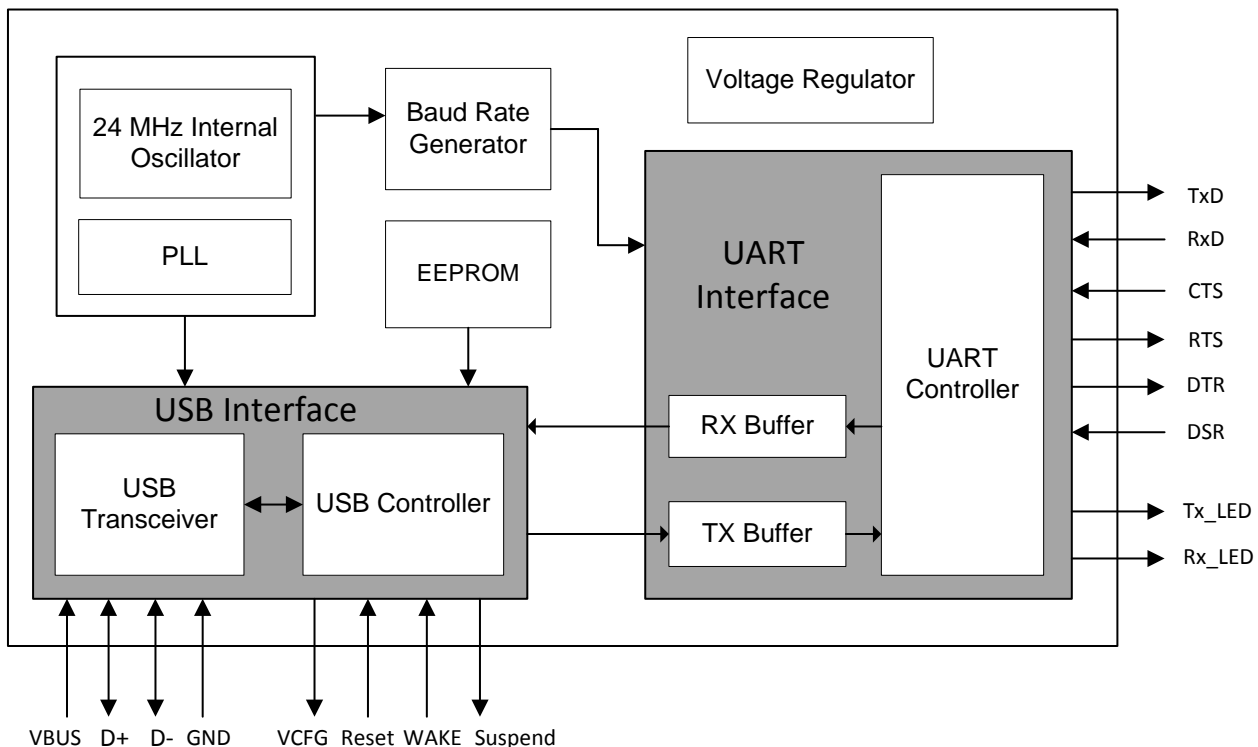 Voltage Regulator
24 MHz Internal
Oscillator
PLL
Baud Rate
Generator
EEPROM
UART
Interface
UART
Controller
RX Buffer
TX Buffer
USB Interface
USB
Transceiver
USB Controller
TxD
RxD
CTS
RTS
DTR
DSR
Tx_LED
Rx_LED
VBUS D+ D- GND VCFG Reset WAKE Suspend